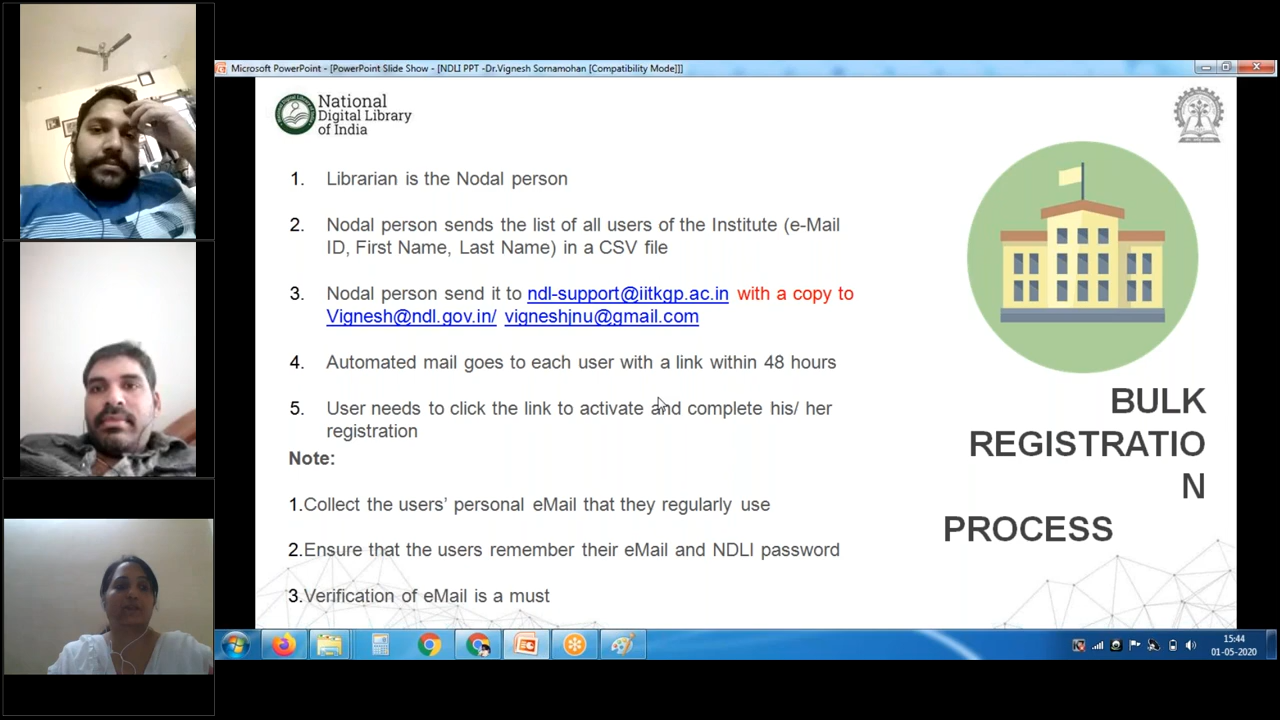 Microsoft PowerPoint - [PowerPoint Slide Show - [NDLI PPT -Dr.Vignesh Sornamohan [Compatibility Mode]]]
National
Digital Library
of India
1. Librarian is the Nodal person
2. Nodal person sends the list of all users of the Institute (e-Mail
ID, First Name, Last Name) in a CSV file
3. Nodal person send it to ndl-support@iitkgp.ac.in with a copy to
Vignesh@ndl.gov.in/ vigneshjnu@gmail.com
4. Automated mail goes to each user with a link within 48 hours
5. User needs to click the link to activate and complete his/ her
registration
Note:
1.Collect the users’ personal eMail that they regularly use
2.Ensure that the users remember their eMail and NDLI password
3.Verification of eMail is a must
BULK
REGISTRATIO
N
PROCESS
15:44
01-05-2020